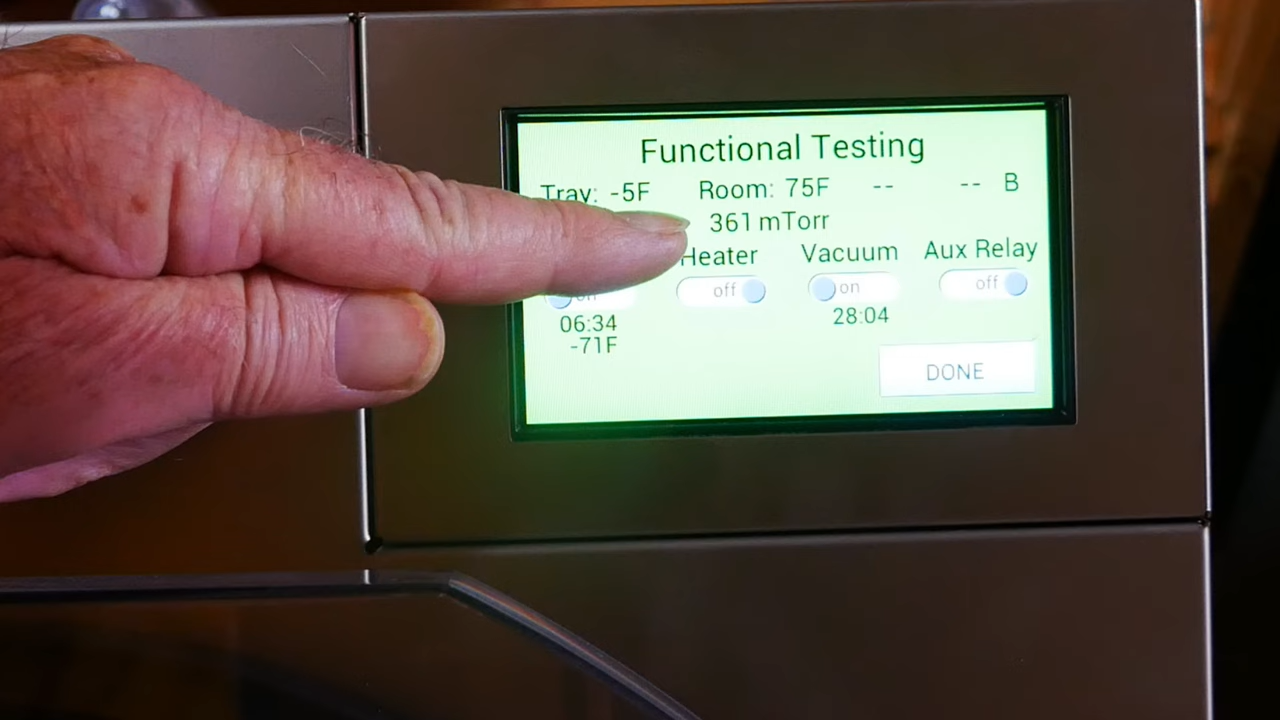 Functional Testing
Tray: -5F Room: 75F -- -- B
361 mTorr
Heater Vacuum Aux Relay
on off on off
06:34 28:04
-71F
DONE